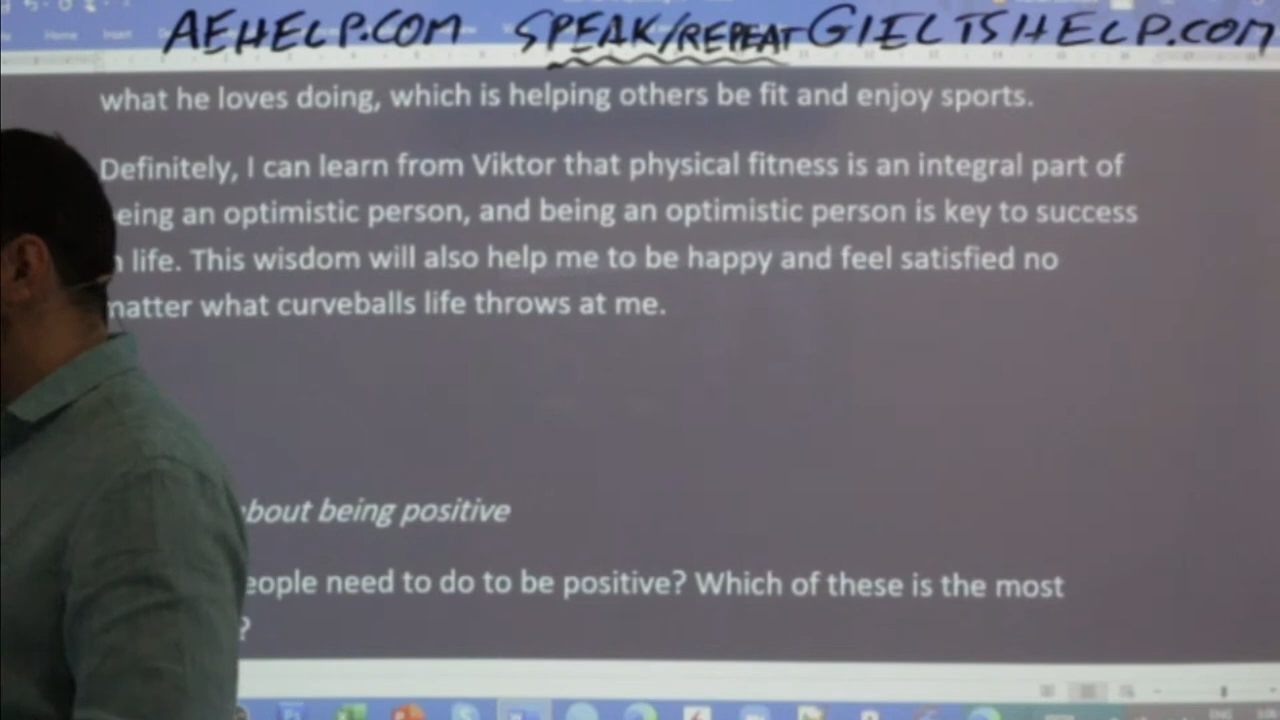 AEHELP.COM SPEAK/REPEAT GIELTSHELP.COM
Home Insert
what he loves doing, which is helping others be fit and enjoy sports.
Definitely, I can learn from Viktor that physical fitness is an integral part of
eing an optimistic person, and being an optimistic person is key to success
life. This wisdom will also help me to be happy and feel satisfied no
matter what curveballs life throws at me.
bout being positive
eople need to do to be positive? Which of these is the most
?